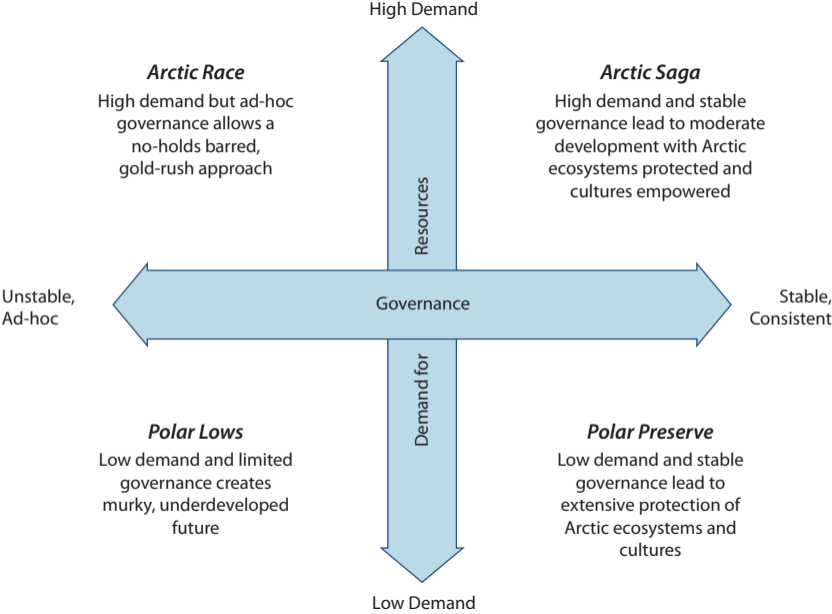 High Demand
Arctic Race
High demand but ad-hoc
governance allows a
no-holds barred,
gold-rush approach
Arctic Saga
High demand and stable
governance lead to moderate
development with Arctic
ecosystems protected and
cultures empowered
Resources
Unstable,
Ad-hoc
Governance
Stable,
Consistent
Demand for
Polar Lows
Low demand and limited
governance creates
murky, underdeveloped
future
Polar Preserve
Low demand and stable
governance lead to
extensive protection of
Arctic ecosystems and
cultures
Low Demand